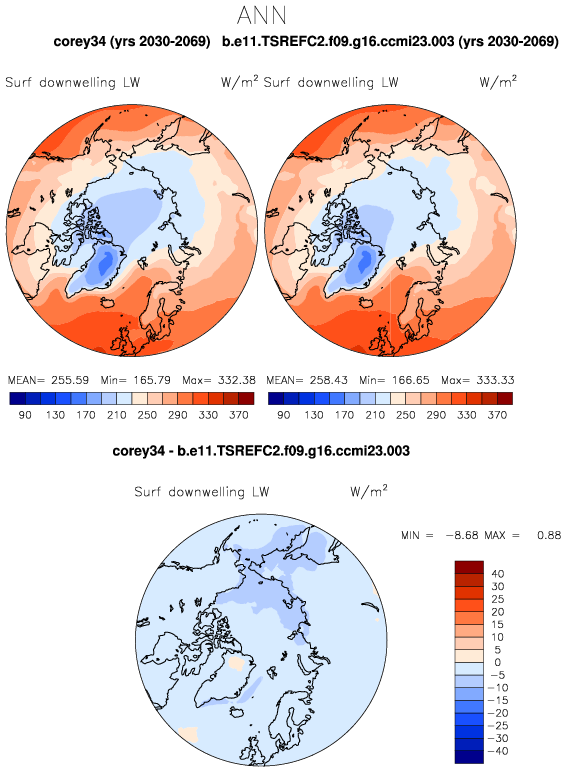 ANN
corey34 (yrs 2030-2069) b.e11.TSREFC2.f09.g16.ccmi23.003 (yrs 2030-2069)
Surf downwelling LW W/m² Surf downwelling LW W/m²
MEAN= 255.59 Min= 165.79 Max= 332.38 MEAN= 258.43 Min= 166.65 Max= 333.33
90 130 170 210 250 290 330 370 90 130 170 210 250 290 330 370
corey34 - b.e11.TSREFC2.f09.g16.ccmi23.003
Surf downwelling LW W/m²
MIN = -8.68 MAX = 0.88
40
30
25
20
15
10
5
0
-5
-10
-15
-20
-25
-30
-40